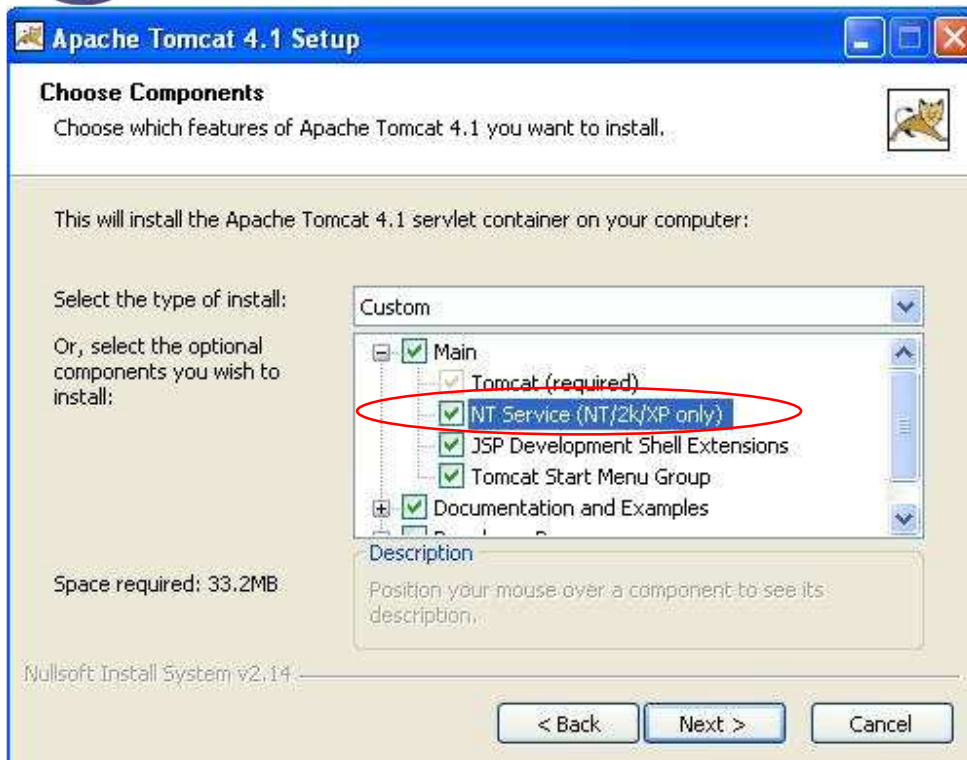 Apache Tomcat 4.1 Setup
Choose Components
Choose which features of Apache Tomcat 4.1 you want to install.
This will install the Apache Tomcat 4.1 servlet container on your computer:
Select the type of install:
Custom
Or, select the optional
components you wish to
install:
Main
Tomcat (required)
NT Service (NT/2k/XP only)
JSP Development Shell Extensions
Tomcat Start Menu Group
Documentation and Examples
Description
Position your mouse over a component to see its
description.
Space required: 33.2MB
Nullsoft Install System v2.14
< Back
Next >
Cancel